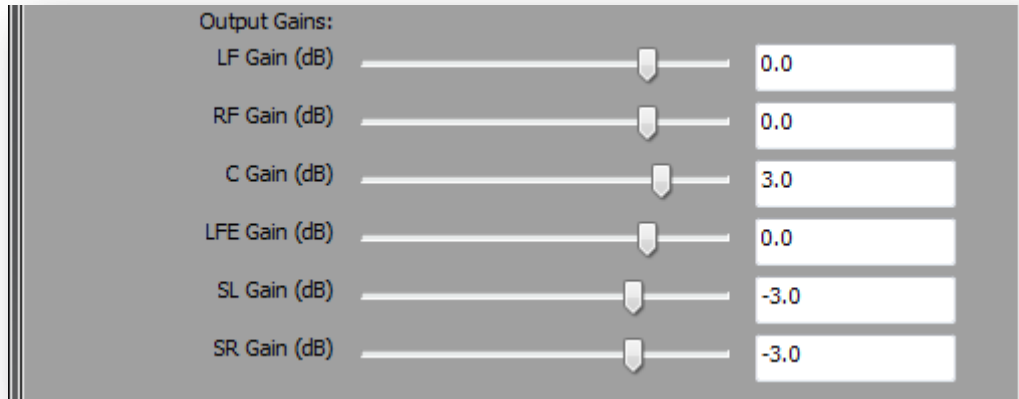 Output Gains:
LF Gain (dB) 0.0
RF Gain (dB) 0.0
C Gain (dB) 3.0
LFE Gain (dB) 0.0
SL Gain (dB) -3.0
SR Gain (dB) -3.0